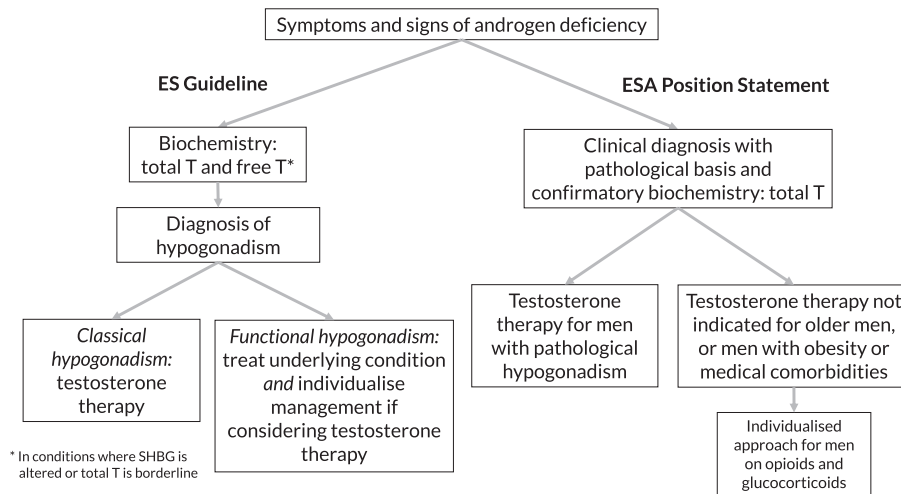 Symptoms and signs of androgen deficiency
ES Guideline
ESA Position Statement
Biochemistry:
total T and free T*
Clinical diagnosis with
pathological basis and
confirmatory biochemistry: total T
Diagnosis of
hypogonadism
Classical
hypogonadism:
testosterone
therapy
Functional hypogonadism:
treat underlying condition
and individualise
management if
considering testosterone
therapy
Testosterone
therapy for men
with pathological
hypogonadism
Testosterone therapy not
indicated for older men,
or men with obesity or
medical comorbidities
Individualised
approach for men
on opioids and
glucocorticoids
* In conditions where SHBG is
altered or total T is borderline